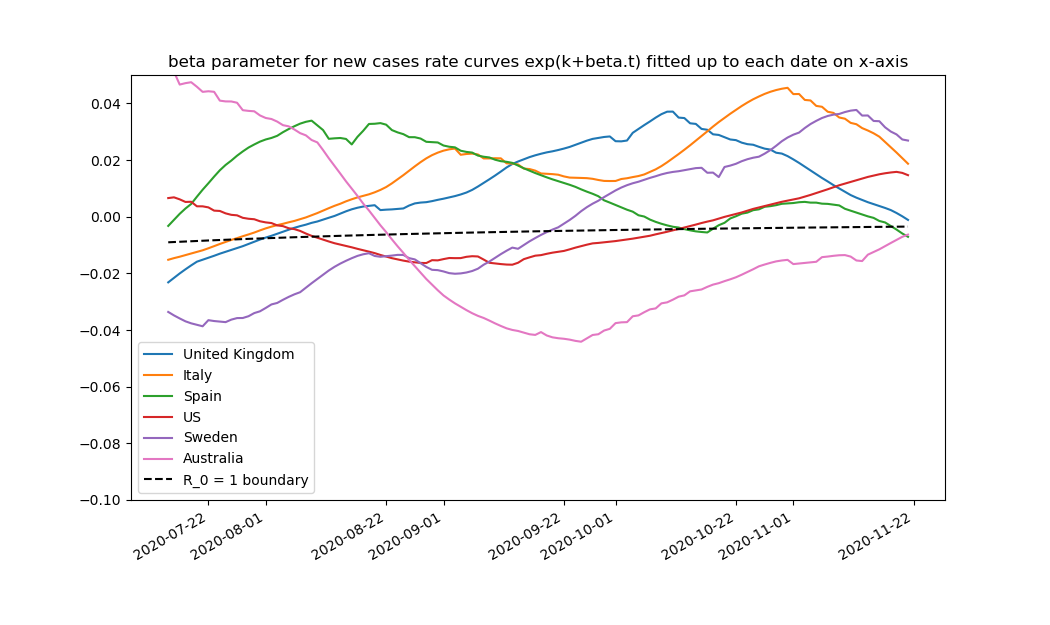 beta parameter for new cases rate curves exp(k+beta.t) fitted up to each date on x-axis
0.04
0.02
0.00
−0.02
−0.04
−0.06
−0.08
−0.10
United Kingdom
Italy
Spain
US
Sweden
Australia
R_0 = 1 boundary
2020-07-22
2020-08-01
2020-08-22
2020-09-01
2020-09-22
2020-10-01
2020-10-22
2020-11-01
2020-11-22